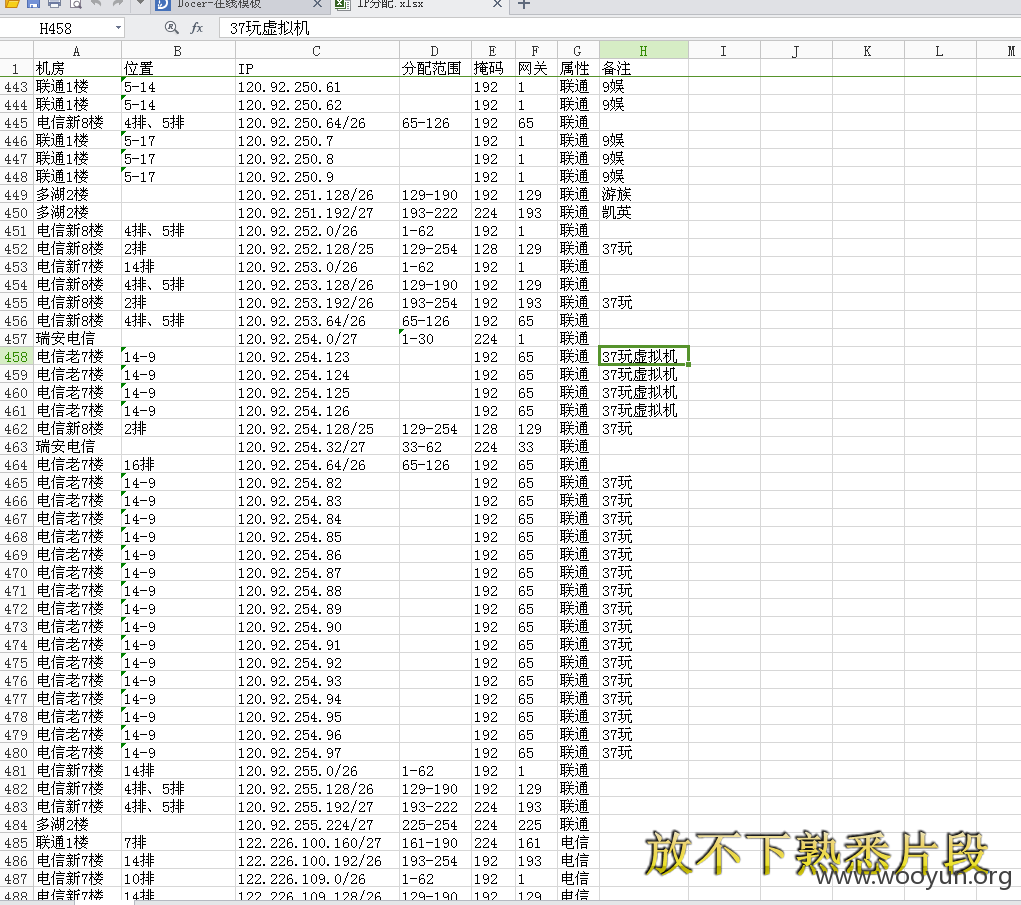 Docer-在线模板 IP分配.xlsx
H458 fx 37玩虚拟机
A B C D E F G H I J K L M
1 机房 位置 IP 分配范围 掩码 网关 属性 备注
443 联通1楼 5-14 120.92.250.61 192 1 联通 9娱
444 联通1楼 5-14 120.92.250.62 192 1 联通 9娱
445 电信新8楼 4排、5排 120.92.250.64/26 65-126 192 65 联通
446 联通1楼 5-17 120.92.250.7 192 1 联通 9娱
447 联通1楼 5-17 120.92.250.8 192 1 联通 9娱
448 联通1楼 5-17 120.92.250.9 192 1 联通 9娱
449 多湖2楼 120.92.251.128/26 129-190 192 129 联通 游族
450 多湖2楼 120.92.251.192/27 193-222 224 193 联通 凯英
451 电信新8楼 4排、5排 120.92.252.0/26 1-62 192 1 联通
452 电信新8楼 2排 120.92.252.128/25 129-254 128 129 联通 37玩
453 电信新7楼 14排 120.92.253.0/26 1-62 192 1 联通
454 电信新8楼 4排、5排 120.92.253.128/26 129-190 192 129 联通
455 电信新8楼 2排 120.92.253.192/26 193-254 192 193 联通 37玩
456 电信新8楼 4排、5排 120.92.253.64/26 65-126 192 65 联通
457 瑞安电信 120.92.254.0/27 1-30 224 1 联通
458 电信老7楼 14-9 120.92.254.123 192 65 联通 37玩虚拟机
459 电信老7楼 14-9 120.92.254.124 192 65 联通 37玩虚拟机
460 电信老7楼 14-9 120.92.254.125 192 65 联通 37玩虚拟机
461 电信老7楼 14-9 120.92.254.126 192 65 联通 37玩虚拟机
462 电信新8楼 2排 120.92.254.128/25 129-254 128 129 联通 37玩
463 瑞安电信 120.92.254.32/27 33-62 224 33 联通
464 电信老7楼 16排 120.92.254.64/26 65-126 192 65 联通
465 电信老7楼 14-9 120.92.254.82 192 65 联通 37玩
466 电信老7楼 14-9 120.92.254.83 192 65 联通 37玩
467 电信老7楼 14-9 120.92.254.84 192 65 联通 37玩
468 电信老7楼 14-9 120.92.254.85 192 65 联通 37玩
469 电信老7楼 14-9 120.92.254.86 192 65 联通 37玩
470 电信老7楼 14-9 120.92.254.87 192 65 联通 37玩
471 电信老7楼 14-9 120.92.254.88 192 65 联通 37玩
472 电信老7楼 14-9 120.92.254.89 192 65 联通 37玩
473 电信老7楼 14-9 120.92.254.90 192 65 联通 37玩
474 电信老7楼 14-9 120.92.254.91 192 65 联通 37玩
475 电信老7楼 14-9 120.92.254.92 192 65 联通 37玩
476 电信老7楼 14-9 120.92.254.93 192 65 联通 37玩
477 电信老7楼 14-9 120.92.254.94 192 65 联通 37玩
478 电信老7楼 14-9 120.92.254.95 192 65 联通 37玩
479 电信老7楼 14-9 120.92.254.96 192 65 联通 37玩
480 电信老7楼 14-9 120.92.254.97 192 65 联通 37玩
481 电信新7楼 14排 120.92.255.0/26 1-62 192 1 联通
482 电信新7楼 4排、5排 120.92.255.128/26 129-190 192 129 联通
483 电信新7楼 4排、5排 120.92.255.192/27 193-222 224 193 联通
484 多湖2楼 120.92.255.224/27 225-254 224 225 联通
485 联通1楼 7排 122.226.100.160/27 161-190 224 161 电信
486 电信新7楼 14排 122.226.100.192/26 193-254 192 193 电信
487 电信新7楼 10排 122.226.109.0/26 1-62 192 1 电信
488 电信新7楼 14排 122.226.109.128/26 129-190 192 129 电信
放不下熟悉片段
www.wooyun.org